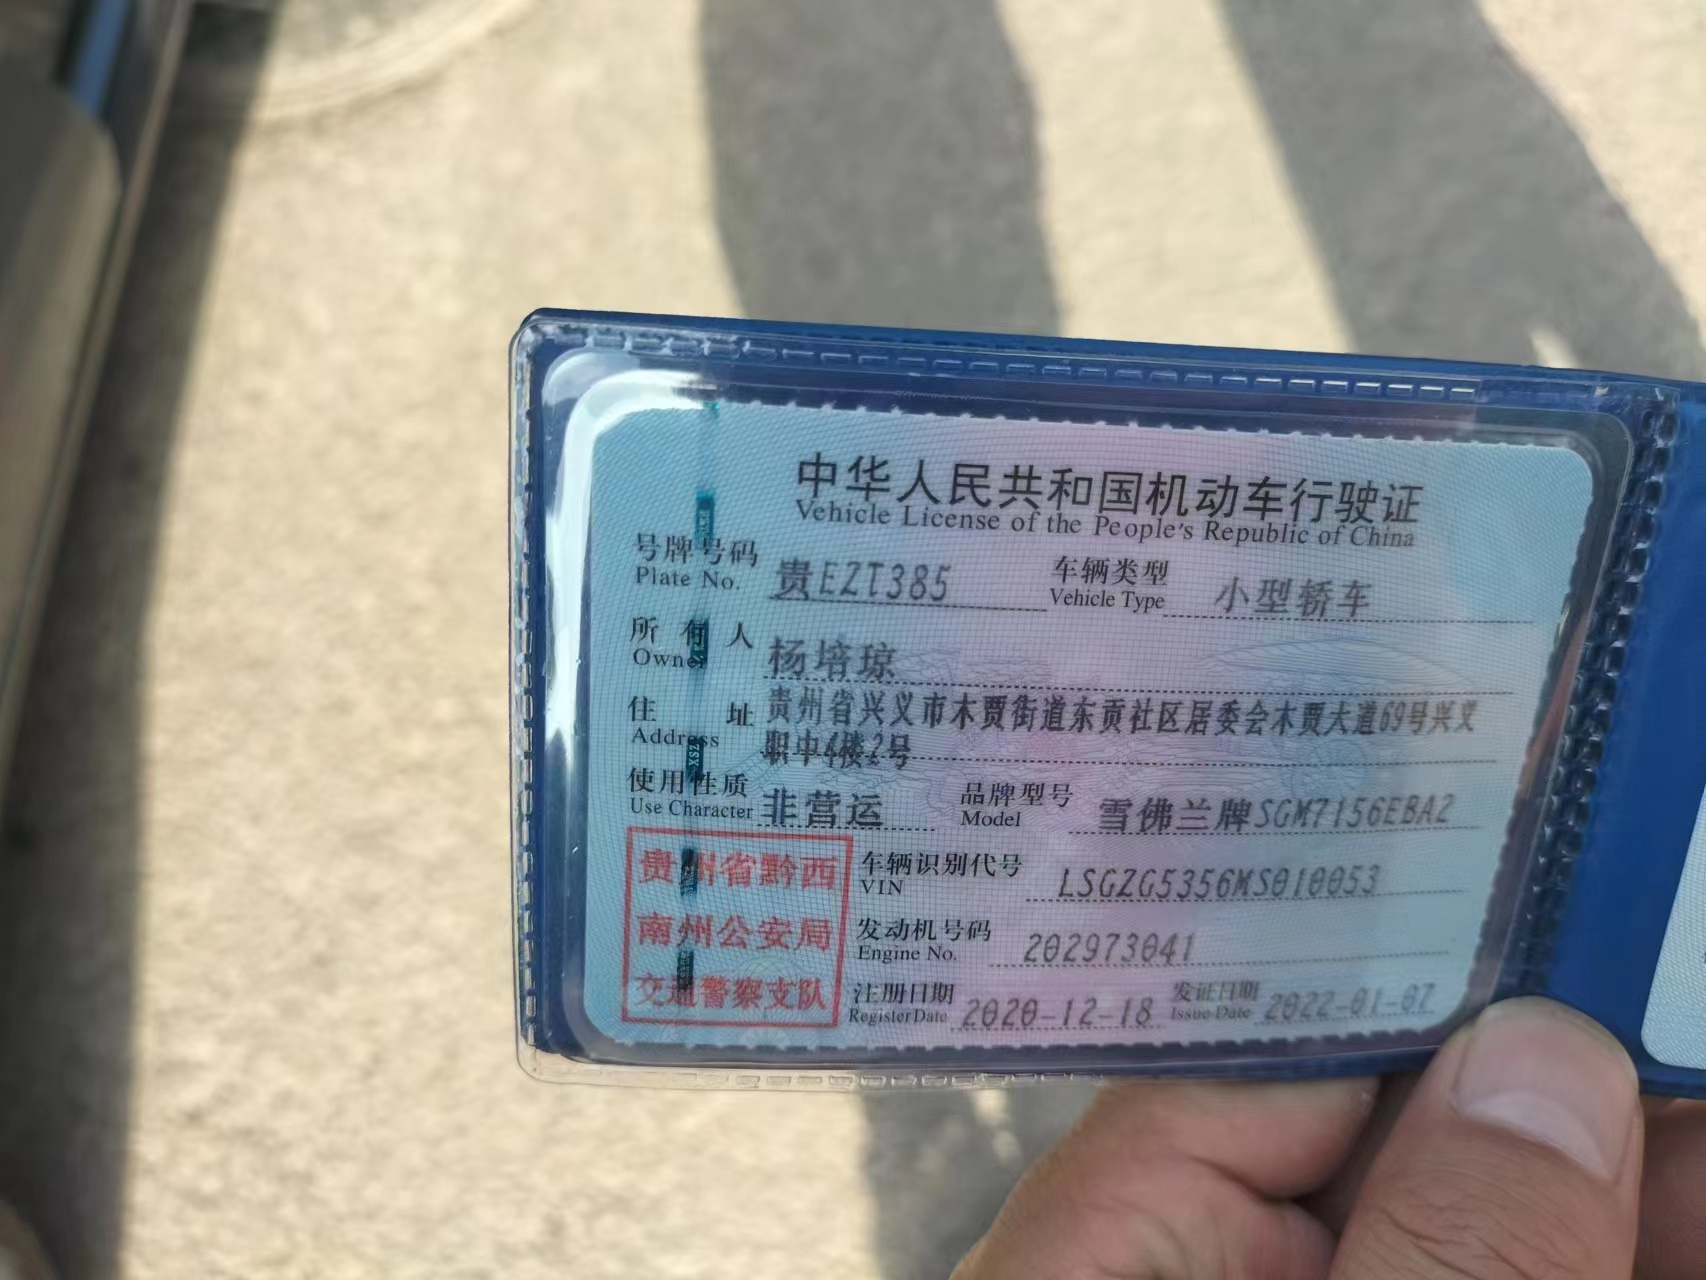 中华人民共和国机动车行驶证
Vehicle License of the People's Republic of China
号牌号码 贵EZT385 车辆类型 小型轿车
Plate No. Vehicle Type
所有人 杨培琼
Owner
住址 贵州省兴义市木贾街道东贡社区居委会木贾大道69号兴义
Address 职中4楼2号
使用性质 非营运 品牌型号 雪佛兰牌SGM7156EBA2
Use Character Model
贵州省黔西
南州公安局
交通警察支队
车辆识别代号 LSGZG5356MS010053
VIN
发动机号码 202973041
Engine No.
注册日期 2020-12-18 发证日期 2022-01-07
Register Date Issue Date